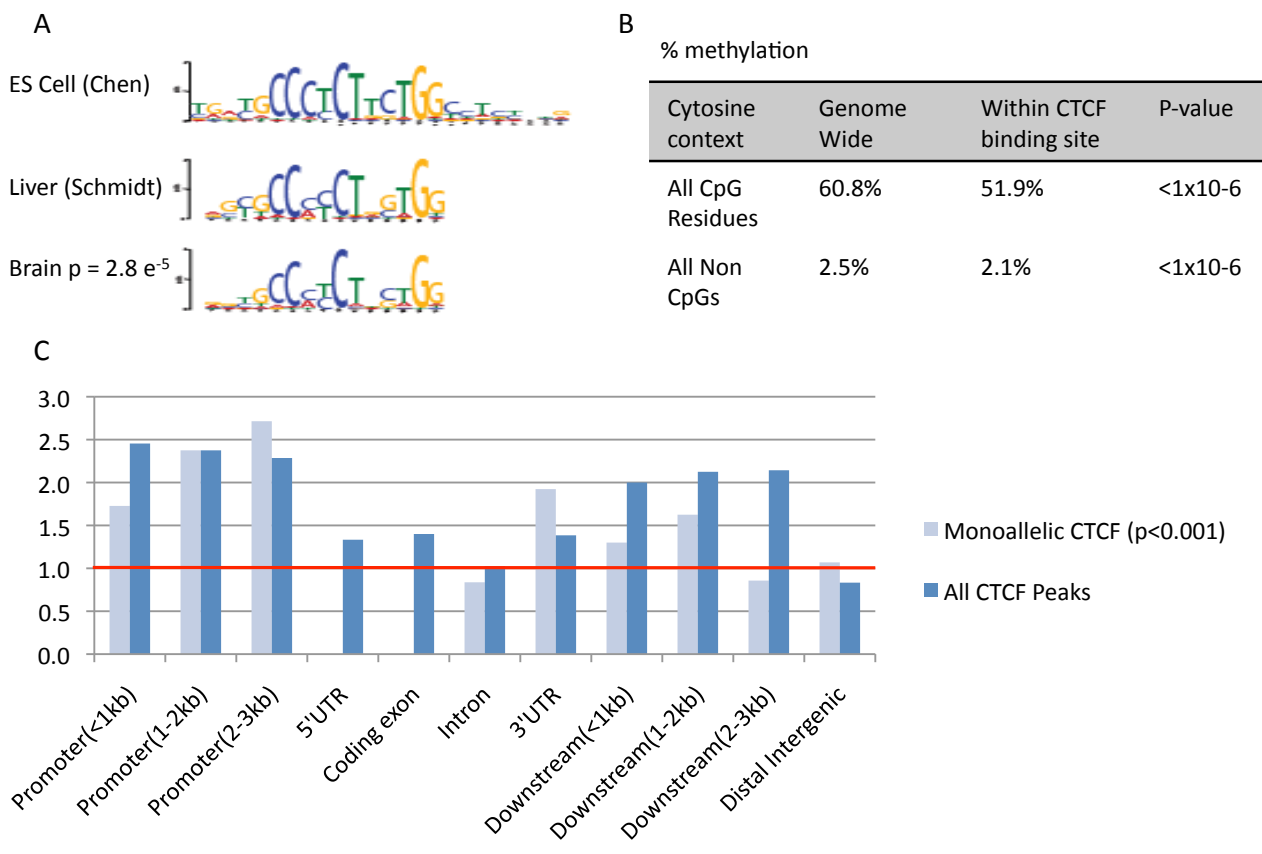 A
ES Cell (Chen)
Liver (Schmidt)
Brain p = 2.8 e-5
B
% methylation
Cytosine context Genome Wide Within CTCF binding site P-value
All CpG Residues 60.8% 51.9% <1x10-6
All Non CpGs 2.5% 2.1% <1x10-6
C
3.0
2.5
2.0
1.5
1.0
0.5
0.0
Promoter(<1kb)
Promoter(1-2kb)
Promoter(2-3kb)
5'UTR
Coding exon
Intron
3'UTR
Downstream(<1kb)
Downstream(1-2kb)
Downstream(2-3kb)
Distal Intergenic
Monoallelic CTCF (p<0.001)
All CTCF Peaks